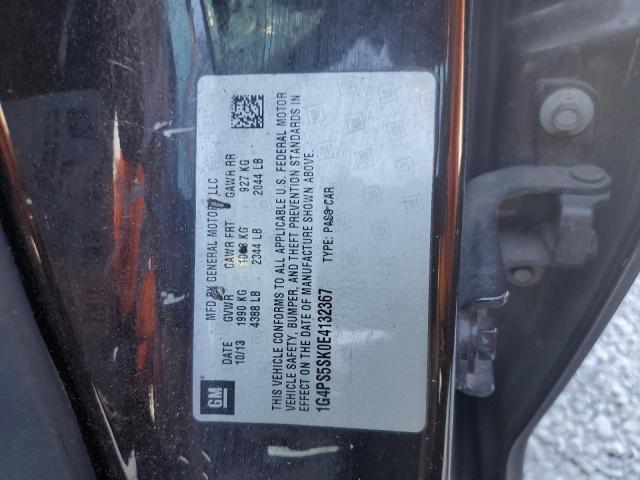 GM
MFD BY GENERAL MOTORS LLC
DATE GVWR GAWR FRT GAWR RR
10/13 1990 KG 1063 KG 927 KG
4388 LB 2344 LB 2044 LB
THIS VEHICLE CONFORMS TO ALL APPLICABLE U.S. FEDERAL MOTOR
VEHICLE SAFETY, BUMPER, AND THEFT PREVENTION STANDARDS IN
EFFECT ON THE DATE OF MANUFACTURE SHOWN ABOVE.
1G4PS5SK0E4132367 TYPE: PASS CAR